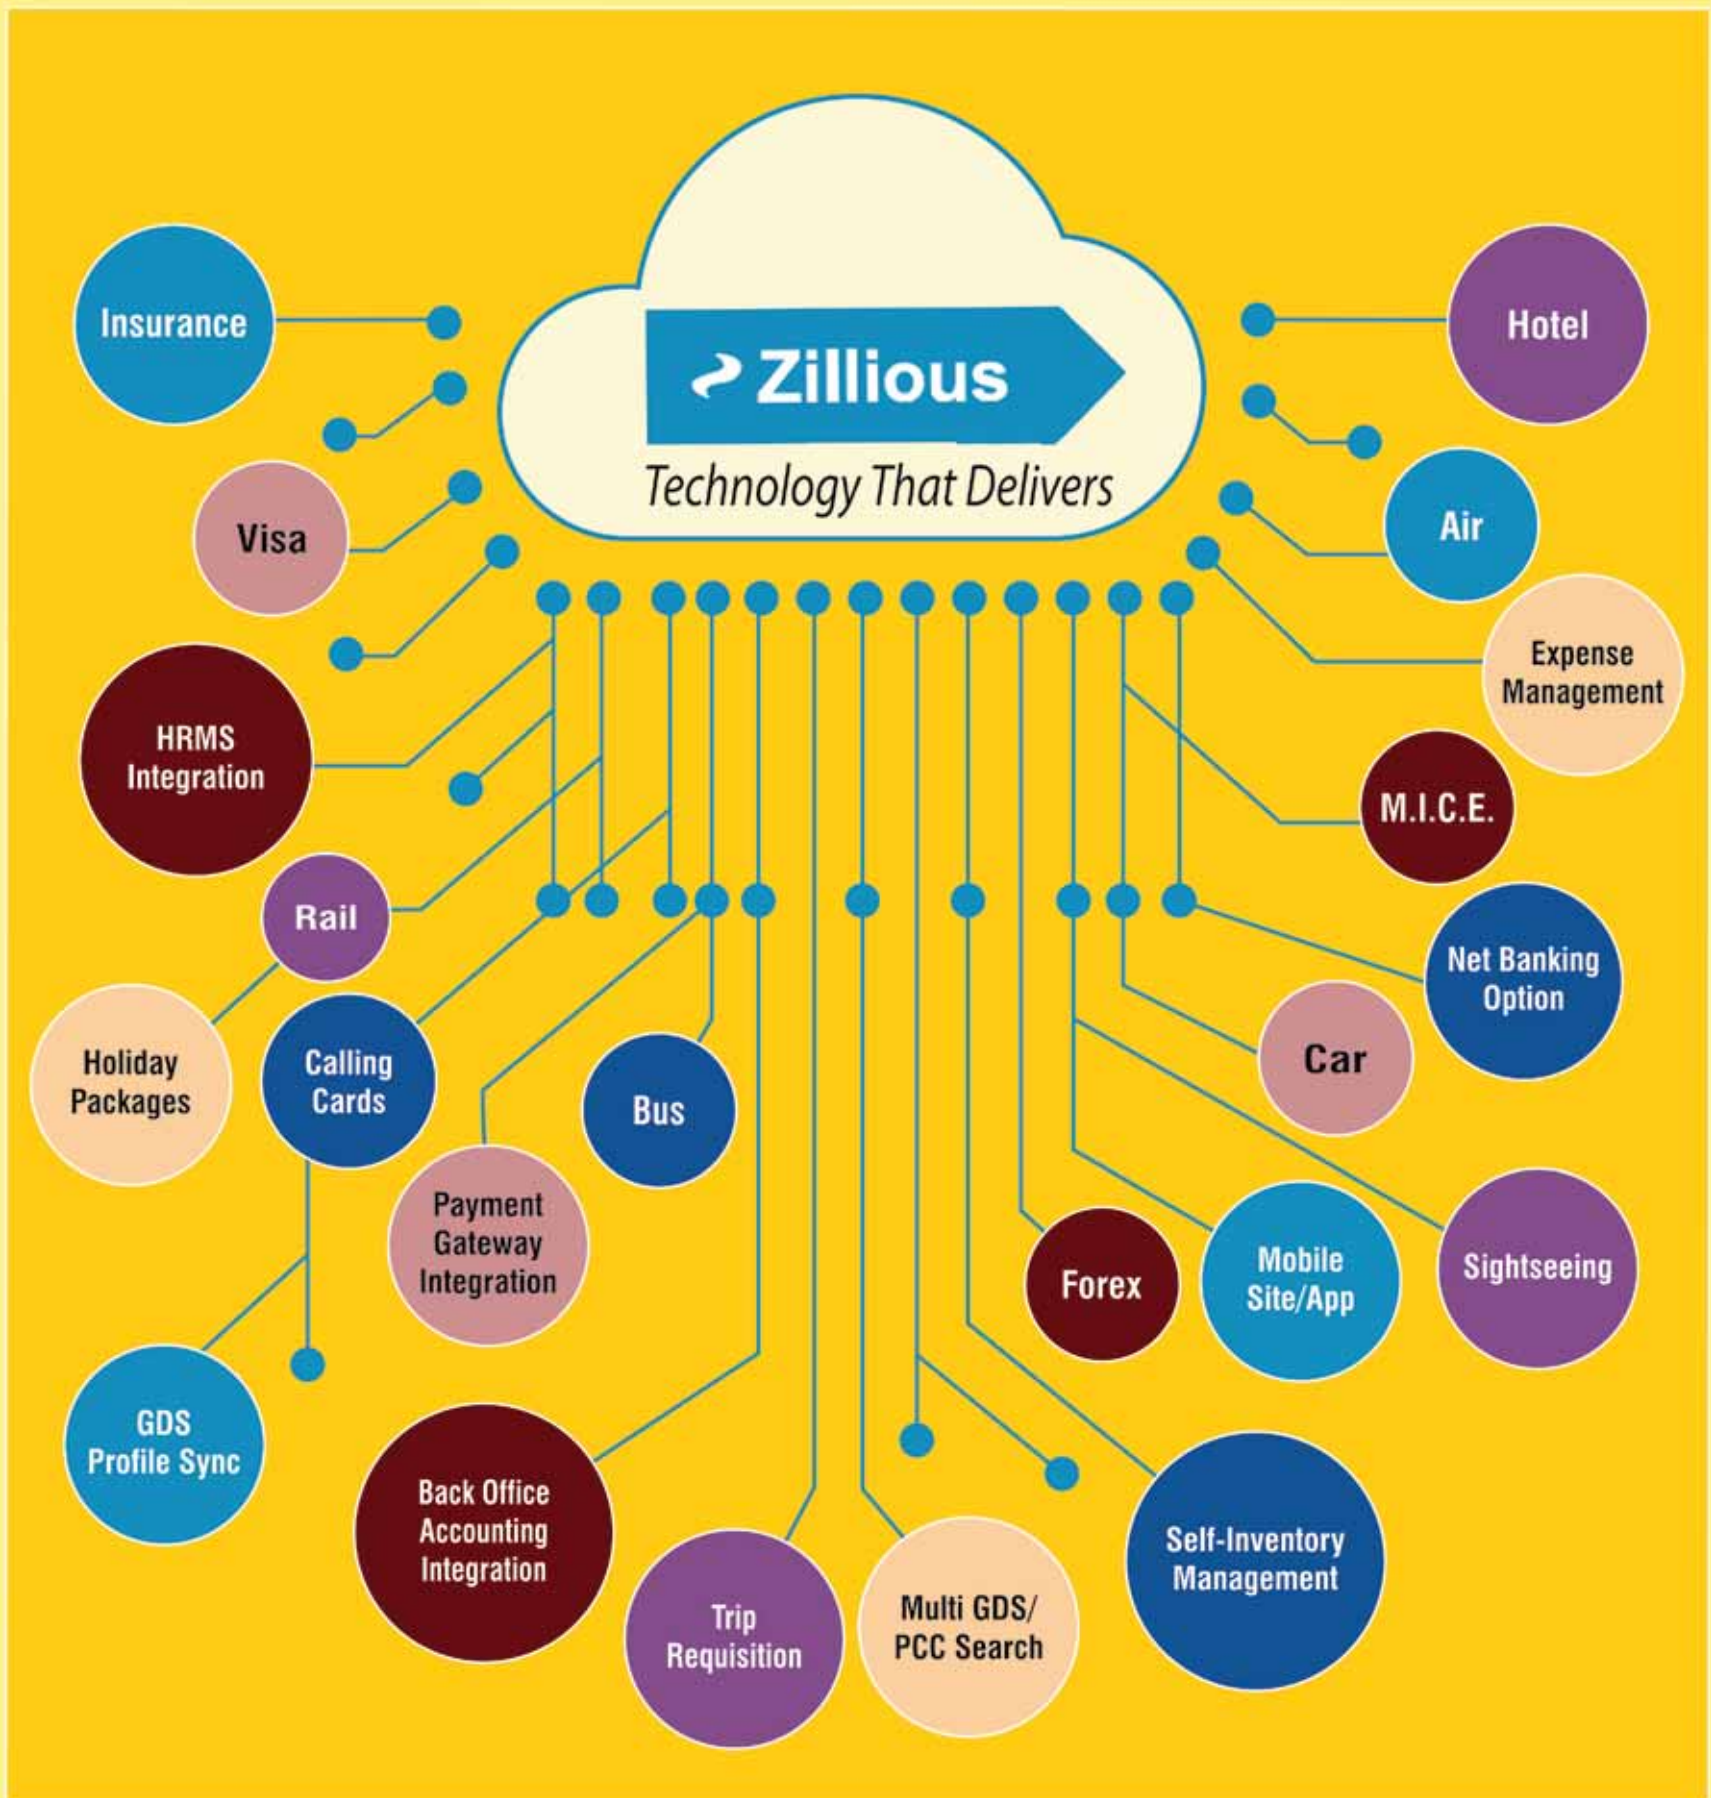 Zillious
Technology That Delivers
Insurance
Hotel
Visa
Air
Expense
Management
HRMS
Integration
M.I.C.E.
Rail
Net Banking
Option
Holiday
Packages
Calling
Cards
Bus
Car
Payment
Gateway
Integration
Forex
Mobile
Site/App
Sightseeing
GDS
Profile Sync
Back Office
Accounting
Integration
Trip
Requisition
Multi GDS/
PCC Search
Self-Inventory
Management